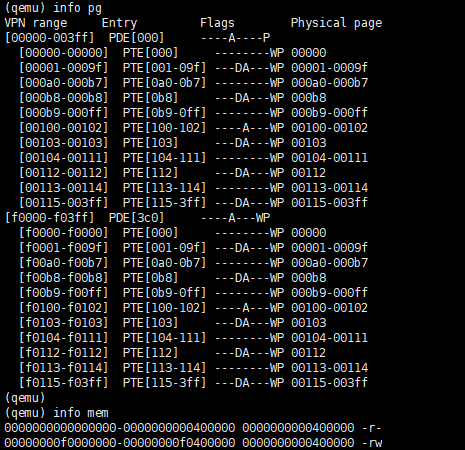 (qemu) info pg
VPN range     Entry         Flags        Physical page
[00000-003ff]  PDE[000]     ----A----P
  [00000-00000]  PTE[000]     --------WP 00000
  [00001-0009f]  PTE[001-09f] ---DA---WP 00001-0009f
  [000a0-000b7]  PTE[0a0-0b7] --------WP 000a0-000b7
  [000b8-000b8]  PTE[0b8]     ---DA---WP 000b8
  [000b9-000ff]  PTE[0b9-0ff] --------WP 000b9-000ff
  [00100-00102]  PTE[100-102] ----A---WP 00100-00102
  [00103-00103]  PTE[103]     ---DA---WP 00103
  [00104-00111]  PTE[104-111] --------WP 00104-00111
  [00112-00112]  PTE[112]     ---DA---WP 00112
  [00113-00114]  PTE[113-114] --------WP 00113-00114
  [00115-003ff]  PTE[115-3ff] ---DA---WP 00115-003ff
[f0000-f03ff]  PDE[3c0]     ----A---WP
  [f0000-f0000]  PTE[000]     --------WP 00000
  [f0001-f009f]  PTE[001-09f] ---DA---WP 00001-0009f
  [f00a0-f00b7]  PTE[0a0-0b7] --------WP 000a0-000b7
  [f00b8-f00b8]  PTE[0b8]     ---DA---WP 000b8
  [f00b9-f00ff]  PTE[0b9-0ff] --------WP 000b9-000ff
  [f0100-f0102]  PTE[100-102] ----A---WP 00100-00102
  [f0103-f0103]  PTE[103]     ---DA---WP 00103
  [f0104-f0111]  PTE[104-111] --------WP 00104-00111
  [f0112-f0112]  PTE[112]     ---DA---WP 00112
  [f0113-f0114]  PTE[113-114] --------WP 00113-00114
  [f0115-f03ff]  PTE[115-3ff] ---DA---WP 00115-003ff
(qemu)
(qemu) info mem
0000000000000000-0000000000400000 0000000000400000 -r-
00000000f0000000-00000000f0400000 0000000000400000 -rw